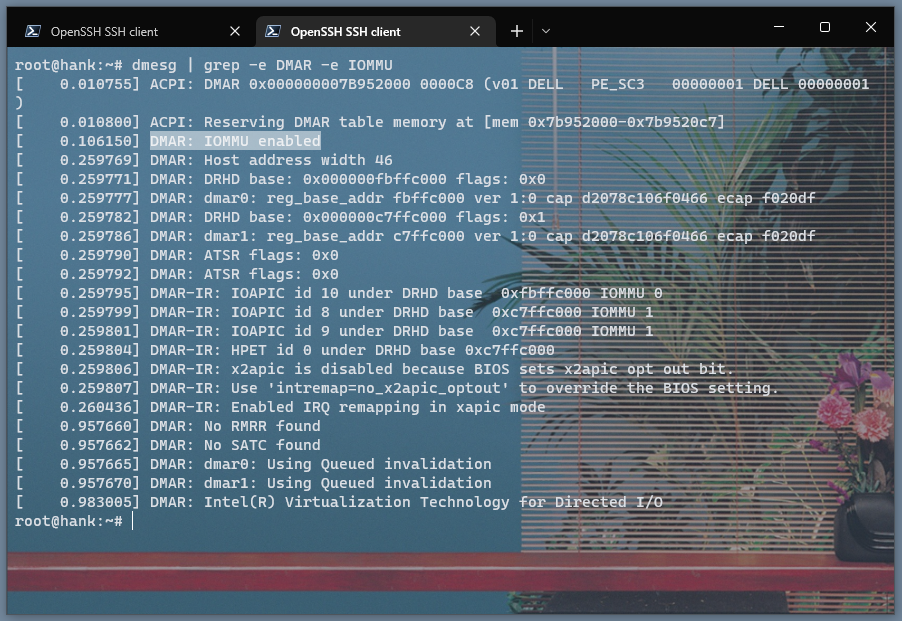 OpenSSH SSH client
OpenSSH SSH client
root@hank:~# dmesg | grep -e DMAR -e IOMMU
[    0.010755] ACPI: DMAR 0x000000007B952000 0000C8 (v01 DELL   PE_SC3   00000001 DELL 00000001
)
[    0.010800] ACPI: Reserving DMAR table memory at [mem 0x7b952000-0x7b9520c7]
[    0.106150] DMAR: IOMMU enabled
[    0.259769] DMAR: Host address width 46
[    0.259771] DMAR: DRHD base: 0x000000fbffc000 flags: 0x0
[    0.259777] DMAR: dmar0: reg_base_addr fbffc000 ver 1:0 cap d2078c106f0466 ecap f020df
[    0.259782] DMAR: DRHD base: 0x000000c7ffc000 flags: 0x1
[    0.259786] DMAR: dmar1: reg_base_addr c7ffc000 ver 1:0 cap d2078c106f0466 ecap f020df
[    0.259790] DMAR: ATSR flags: 0x0
[    0.259792] DMAR: ATSR flags: 0x0
[    0.259795] DMAR-IR: IOAPIC id 10 under DRHD base  0xfbffc000 IOMMU 0
[    0.259799] DMAR-IR: IOAPIC id 8 under DRHD base  0xc7ffc000 IOMMU 1
[    0.259801] DMAR-IR: IOAPIC id 9 under DRHD base  0xc7ffc000 IOMMU 1
[    0.259804] DMAR-IR: HPET id 0 under DRHD base 0xc7ffc000
[    0.259806] DMAR-IR: x2apic is disabled because BIOS sets x2apic opt out bit.
[    0.259807] DMAR-IR: Use 'intremap=no_x2apic_optout' to override the BIOS setting.
[    0.260436] DMAR-IR: Enabled IRQ remapping in xapic mode
[    0.957660] DMAR: No RMRR found
[    0.957662] DMAR: No SATC found
[    0.957665] DMAR: dmar0: Using Queued invalidation
[    0.957670] DMAR: dmar1: Using Queued invalidation
[    0.983005] DMAR: Intel(R) Virtualization Technology for Directed I/O
root@hank:~#